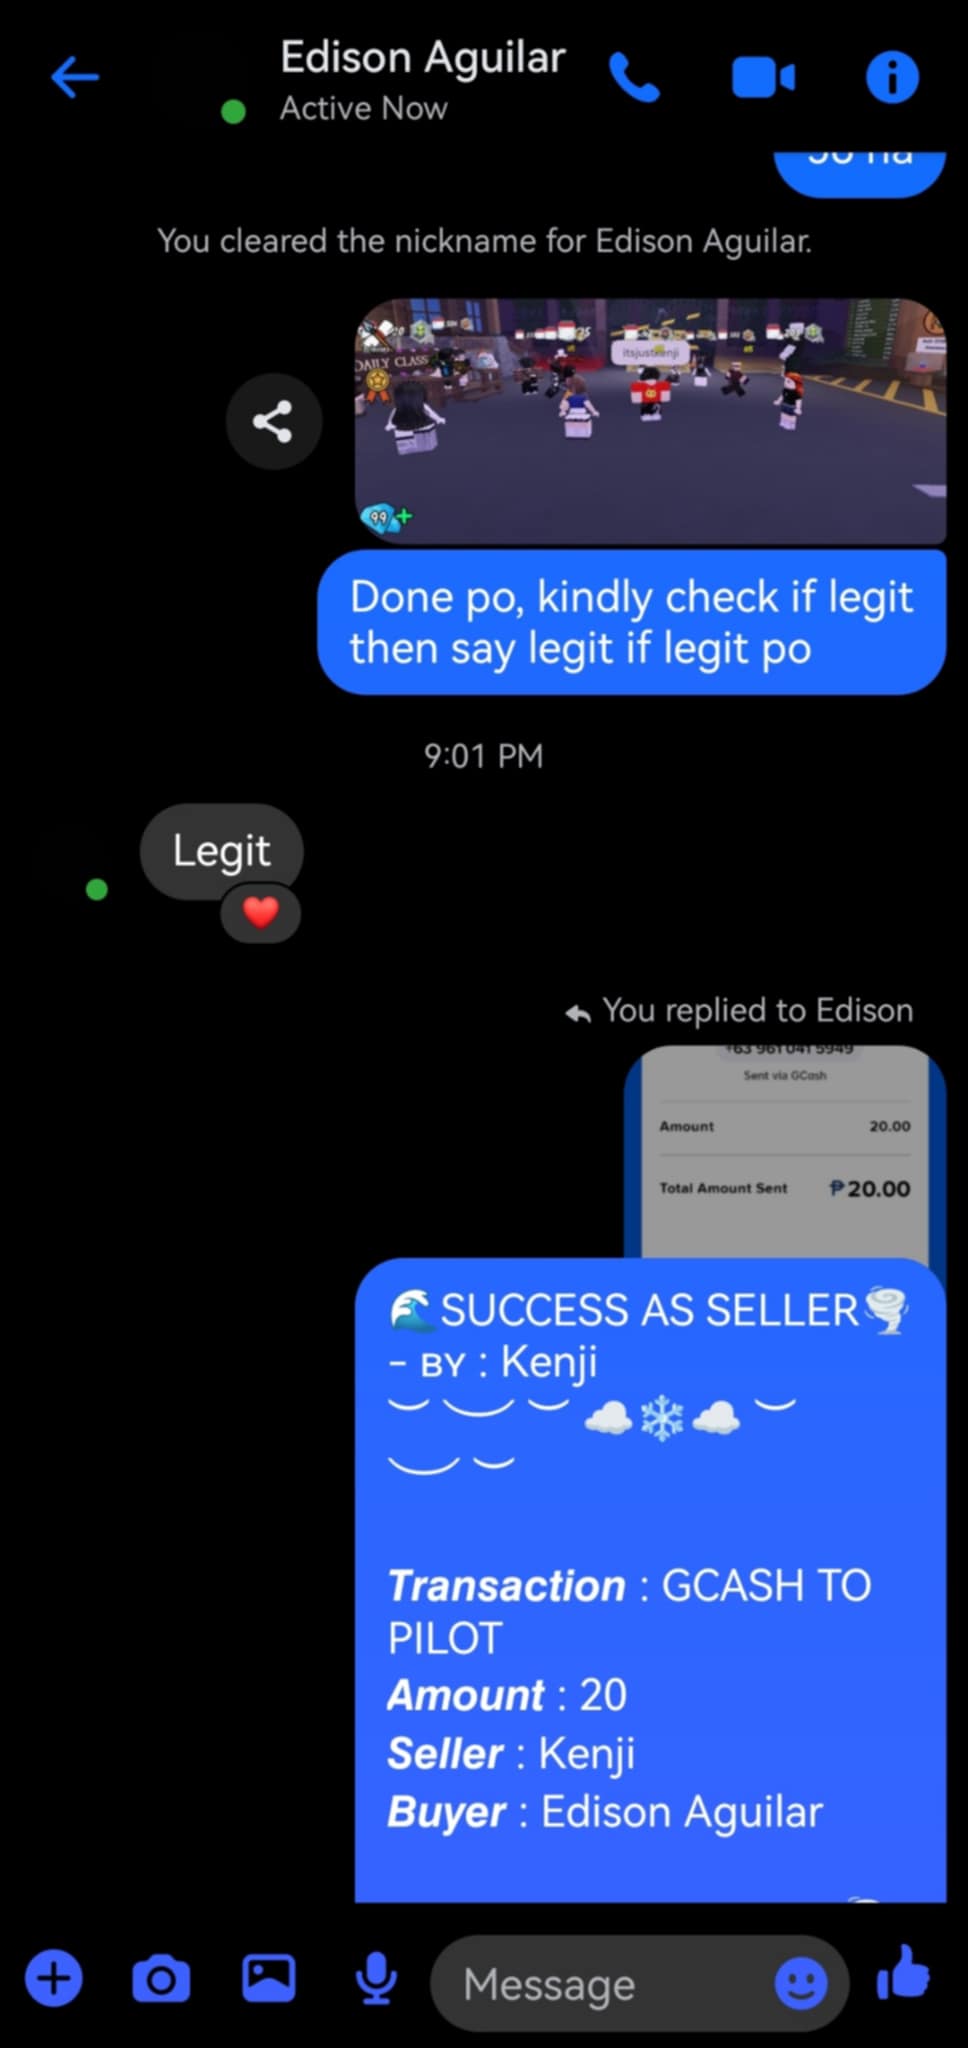 Edison Aguilar
Active Now
You cleared the nickname for Edison Aguilar.
DAILY CLASS
itsjustkenji
99+
Done po, kindly check if legit
then say legit if legit po
9:01 PM
Legit
You replied to Edison
+63 961 041 5949
Sent via GCash
Amount 20.00
Total Amount Sent ₱20.00
🌊SUCCESS AS SELLER🌪️
- BY : Kenji
︶ ︶ ︶ ☁️❄️☁️ ︶
︶ ︶
Transaction : GCASH TO
PILOT
Amount : 20
Seller : Kenji
Buyer : Edison Aguilar
Message